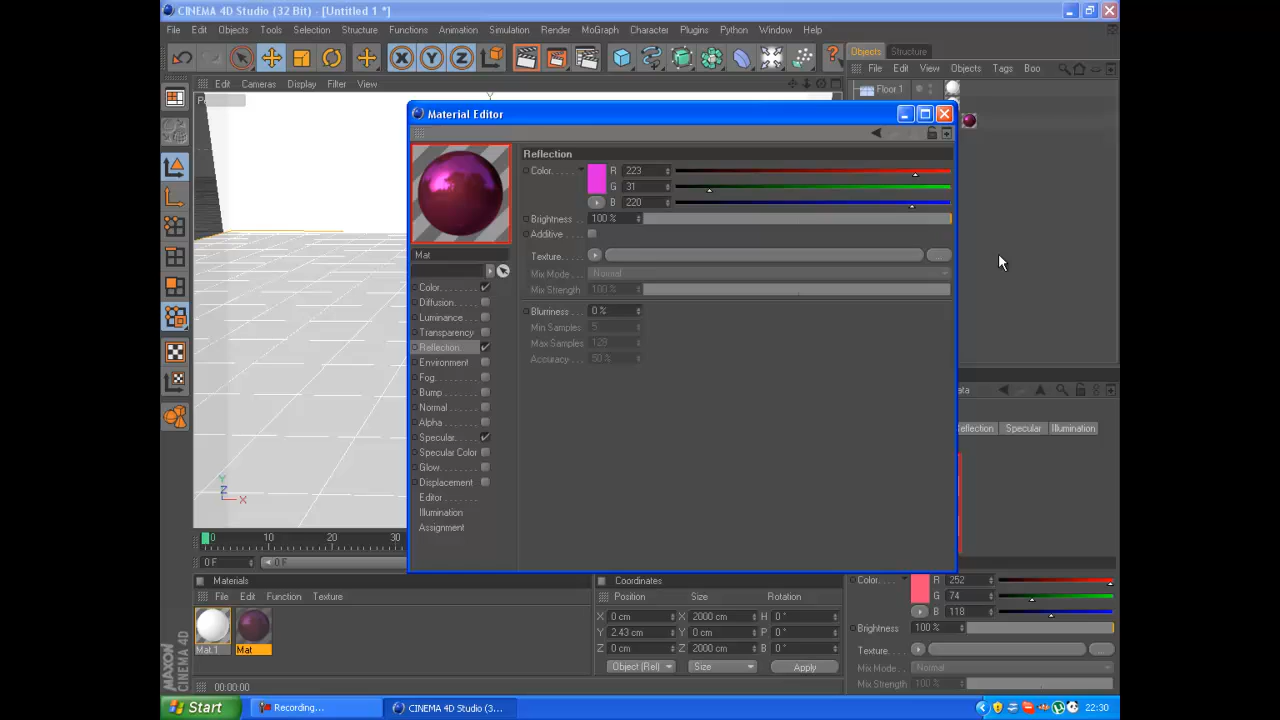 CINEMA 4D Studio (32 Bit) - [Untitled 1 *]
File Edit Objects Tools Selection Structure Functions Animation Simulation Render MoGraph Character Plugins Python Window Help
Objects Structure
Edit Cameras Display Filter View
File Edit View Objects Tags Boo
Floor.1
Material Editor
Reflection
Color R 223
G 31
B 220
Brightness 100 %
Additive
Texture
Mix Mode Normal
Mix Strength 100 %
Blurriness 0 %
Min Samples 5
Max Samples 128
Accuracy 50 %
Mat
Color
Diffusion
Luminance
Transparency
Reflection
Environment
Fog
Bump
Normal
Alpha
Specular
Specular Color
Glow
Displacement
Editor
Illumination
Assignment
Specular Illumination
Y
Z
X
0 10 20 30
0 F 0 F
Materials
File Edit Function Texture
Mat.1 Mat
Coordinates
Position Size Rotation
X 0 cm X 2000 cm H 0 °
Y 2.43 cm Y 0 cm P 0 °
Z 0 cm Z 2000 cm B 0 °
Object (Rel) Size Apply
Color R 252
G 74
B 118
Brightness 100 %
Texture
Mix Mode Normal
Mix Strength 100 %
MAXON
CINEMA 4D
00:00:00
Start Recording... CINEMA 4D Studio (3... 22:30